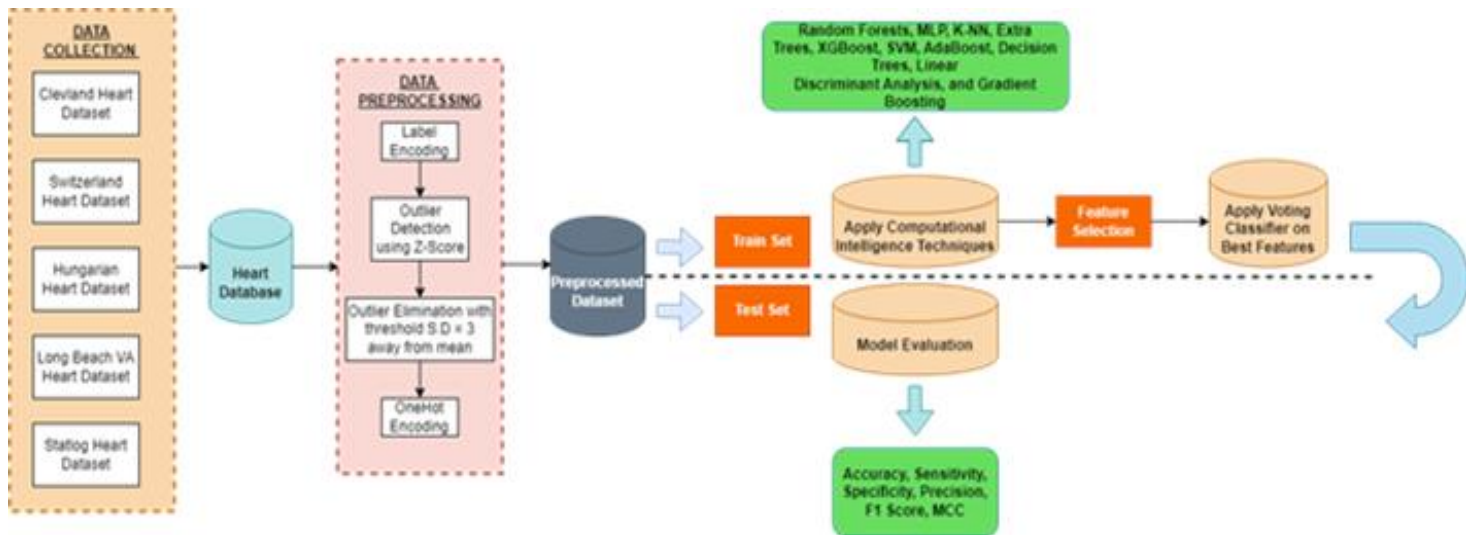 DATA
COLLECTION
Clevland Heart
Dataset
Switzerland
Heart Dataset
Hungarian
Heart Dataset
Long Beach VA
Heart Dataset
Statlog Heart
Dataset
Heart
Database
DATA
PREPROCESSING
Label
Encoding
Outlier
Detection
using Z-Score
Outlier Elimination with
threshold S.D = 3
away from mean
OneHot
Encoding
Preprocessed
Dataset
Train Set
Test Set
Random Forests, MLP, K-NN, Extra
Trees, XGBoost, SVM, AdaBoost, Decision
Trees, Linear
Discriminant Analysis, and Gradient
Boosting
Apply Computational
Intelligence Techniques
Feature
Selection
Apply Voting
Classifier on
Best Features
Model Evaluation
Accuracy, Sensitivity,
Specificity, Precision,
F1 Score, MCC